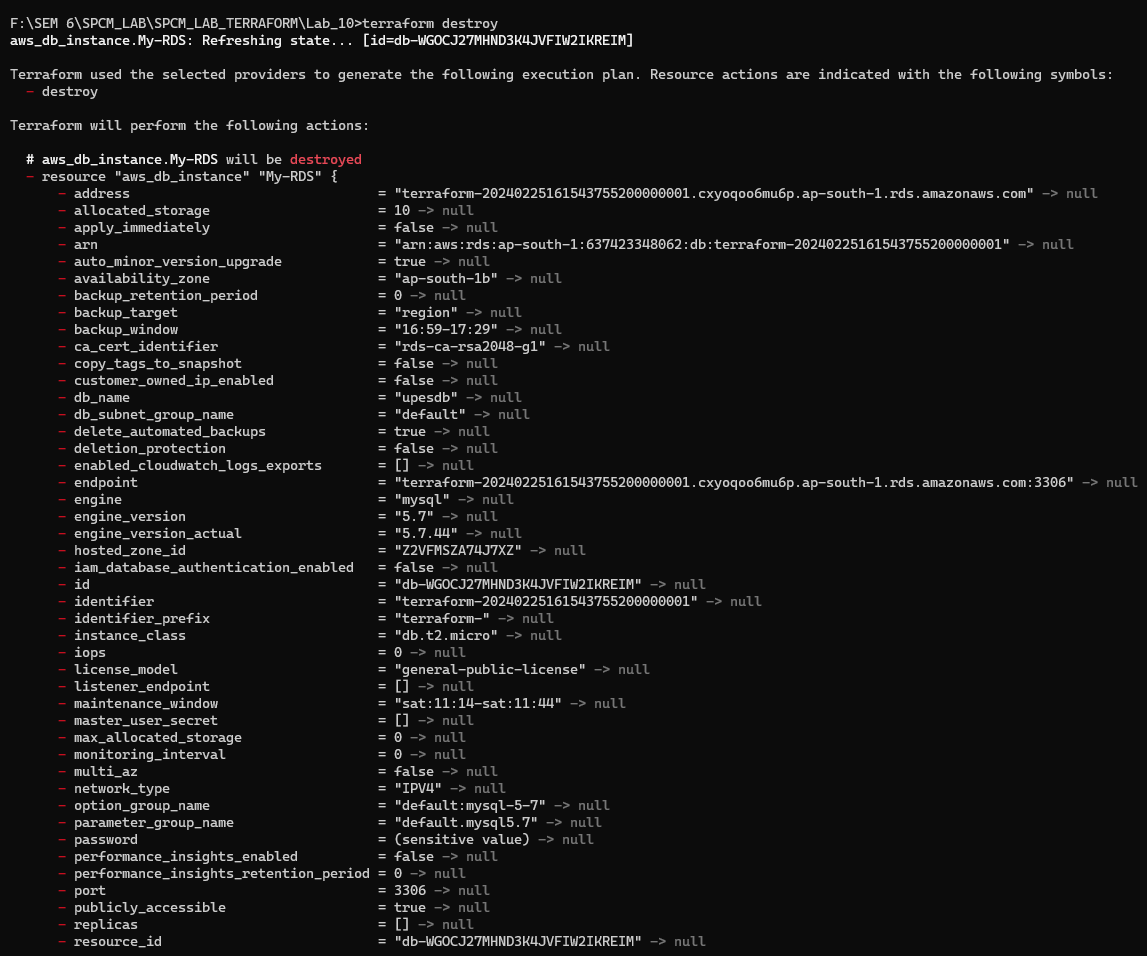 F:\SEM 6\SPCM_LAB\SPCM_LAB_TERRAFORM\Lab_10>terraform destroy
aws_db_instance.My-RDS: Refreshing state... [id=db-WGOCJ27MHND3K4JVFIW2IKREIM]
Terraform used the selected providers to generate the following execution plan. Resource actions are indicated with the following symbols:
- destroy
Terraform will perform the following actions:
# aws_db_instance.My-RDS will be destroyed
- resource "aws_db_instance" "My-RDS" {
- address = "terraform-20240225161543755200000001.cxyoqoo6mu6p.ap-south-1.rds.amazonaws.com" -> null
- allocated_storage = 10 -> null
- apply_immediately = false -> null
- arn = "arn:aws:rds:ap-south-1:637423348062:db:terraform-20240225161543755200000001" -> null
- auto_minor_version_upgrade = true -> null
- availability_zone = "ap-south-1b" -> null
- backup_retention_period = 0 -> null
- backup_target = "region" -> null
- backup_window = "16:59-17:29" -> null
- ca_cert_identifier = "rds-ca-rsa2048-g1" -> null
- copy_tags_to_snapshot = false -> null
- customer_owned_ip_enabled = false -> null
- db_name = "upesdb" -> null
- db_subnet_group_name = "default" -> null
- delete_automated_backups = true -> null
- deletion_protection = false -> null
- enabled_cloudwatch_logs_exports = [] -> null
- endpoint = "terraform-20240225161543755200000001.cxyoqoo6mu6p.ap-south-1.rds.amazonaws.com:3306" -> null
- engine = "mysql" -> null
- engine_version = "5.7" -> null
- engine_version_actual = "5.7.44" -> null
- hosted_zone_id = "Z2VFMSZA74J7XZ" -> null
- iam_database_authentication_enabled = false -> null
- id = "db-WGOCJ27MHND3K4JVFIW2IKREIM" -> null
- identifier = "terraform-20240225161543755200000001" -> null
- identifier_prefix = "terraform-" -> null
- instance_class = "db.t2.micro" -> null
- iops = 0 -> null
- license_model = "general-public-license" -> null
- listener_endpoint = [] -> null
- maintenance_window = "sat:11:14-sat:11:44" -> null
- master_user_secret = [] -> null
- max_allocated_storage = 0 -> null
- monitoring_interval = 0 -> null
- multi_az = false -> null
- network_type = "IPV4" -> null
- option_group_name = "default:mysql-5-7" -> null
- parameter_group_name = "default.mysql5.7" -> null
- password = (sensitive value) -> null
- performance_insights_enabled = false -> null
- performance_insights_retention_period = 0 -> null
- port = 3306 -> null
- publicly_accessible = true -> null
- replicas = [] -> null
- resource_id = "db-WGOCJ27MHND3K4JVFIW2IKREIM" -> null